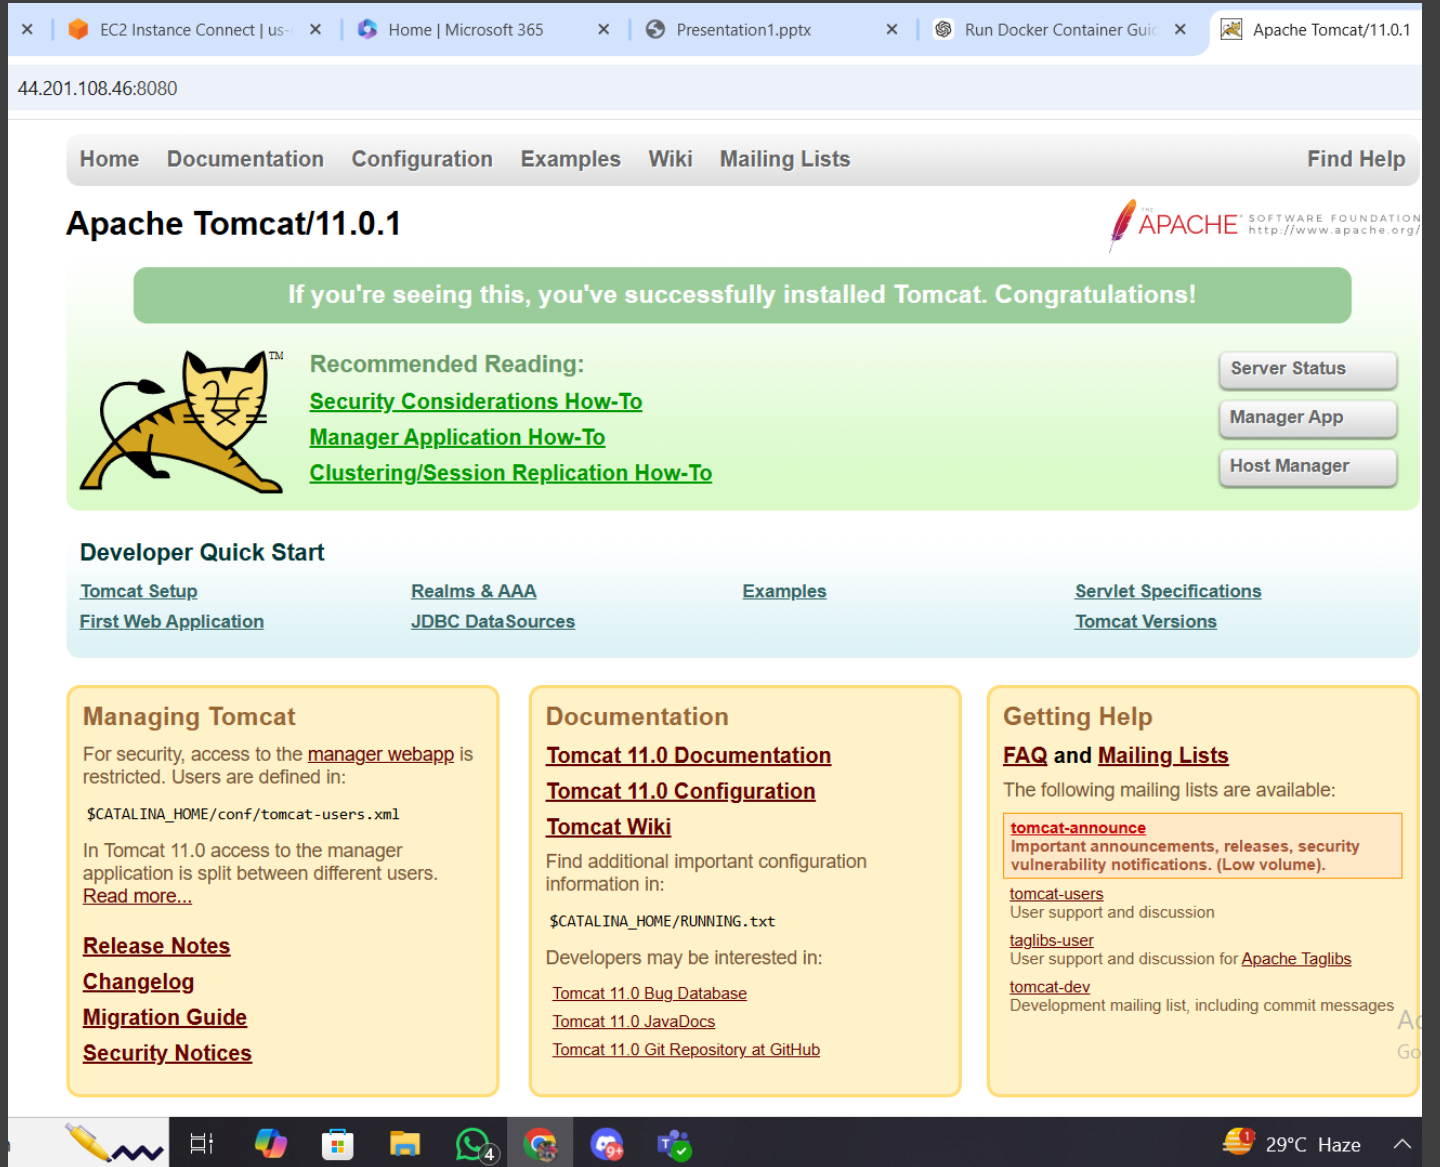 EC2 Instance Connect | us-
Home | Microsoft 365
Presentation1.pptx
Run Docker Container Guic
Apache Tomcat/11.0.1
44.201.108.46:8080
Home Documentation Configuration Examples Wiki Mailing Lists Find Help
Apache Tomcat/11.0.1
THE
APACHE SOFTWARE FOUNDATION
http://www.apache.org/
If you're seeing this, you've successfully installed Tomcat. Congratulations!
TM
Recommended Reading:
Security Considerations How-To
Manager Application How-To
Clustering/Session Replication How-To
Server Status
Manager App
Host Manager
Developer Quick Start
Tomcat Setup
First Web Application
Realms & AAA
JDBC DataSources
Examples
Servlet Specifications
Tomcat Versions
Managing Tomcat
For security, access to the manager webapp is
restricted. Users are defined in:
$CATALINA_HOME/conf/tomcat-users.xml
In Tomcat 11.0 access to the manager
application is split between different users.
Read more...
Release Notes
Changelog
Migration Guide
Security Notices
Documentation
Tomcat 11.0 Documentation
Tomcat 11.0 Configuration
Tomcat Wiki
Find additional important configuration
information in:
$CATALINA_HOME/RUNNING.txt
Developers may be interested in:
Tomcat 11.0 Bug Database
Tomcat 11.0 JavaDocs
Tomcat 11.0 Git Repository at GitHub
Getting Help
FAQ and Mailing Lists
The following mailing lists are available:
tomcat-announce
Important announcements, releases, security
vulnerability notifications. (Low volume).
tomcat-users
User support and discussion
taglibs-user
User support and discussion for Apache Taglibs
tomcat-dev
Development mailing list, including commit messages
Ac
Go
4
9+
T
1
29°C Haze